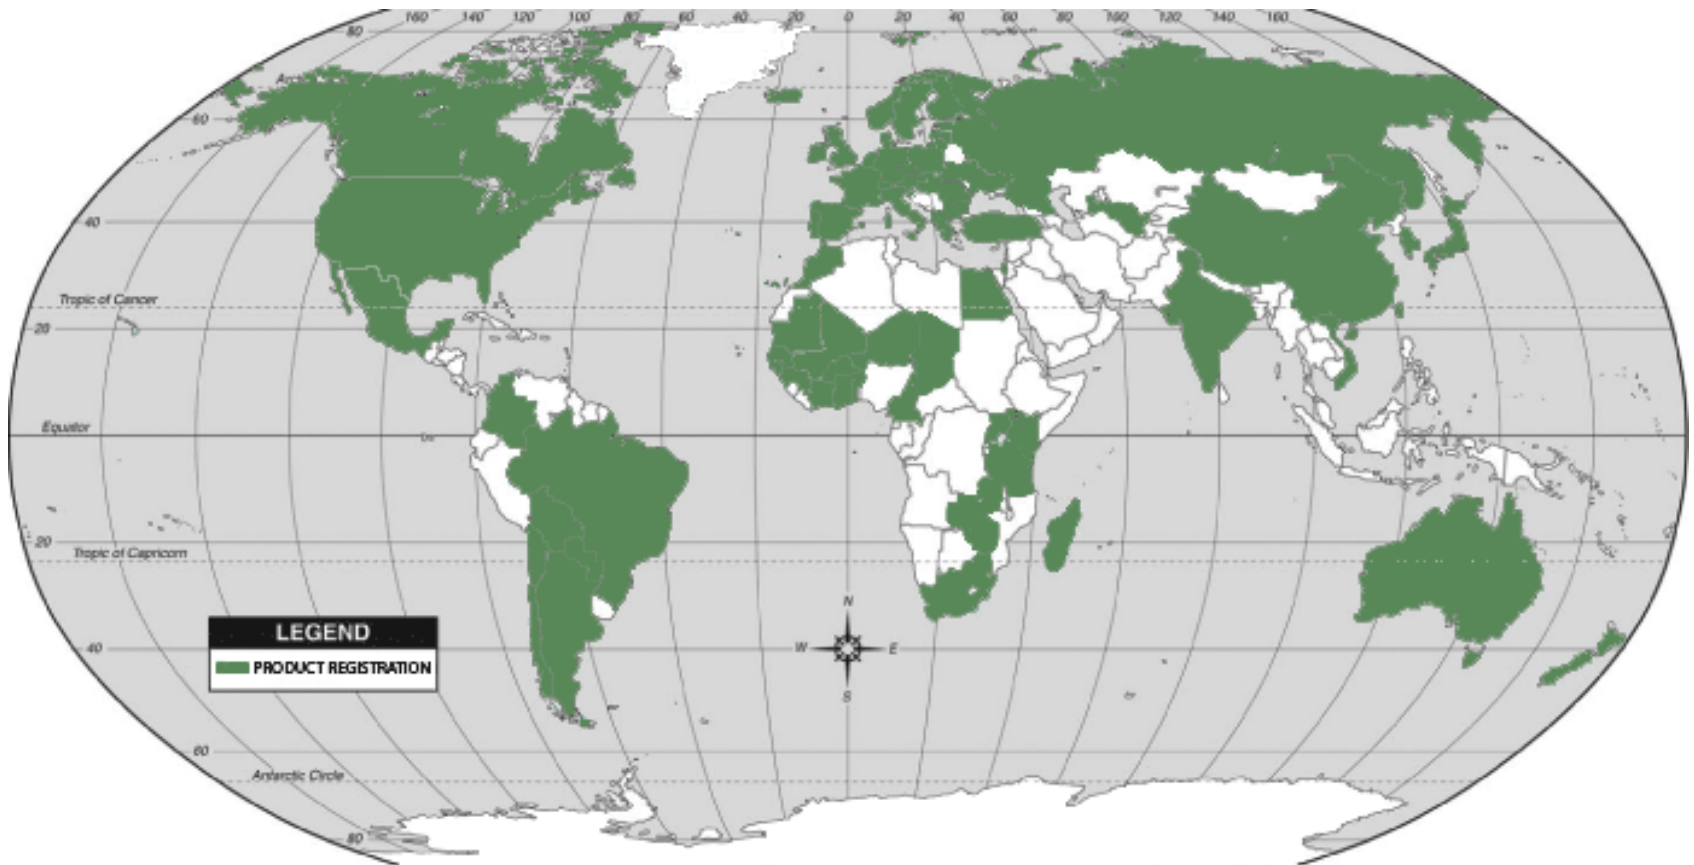 160 140 120 100 80 60 40 20 0 20 40 60 80 100 120 140 160
80
60
40
Tropic of Cancer
20
Equator
20
Tropic of Capricorn
N
LEGEND
40 W E
PRODUCT REGISTRATION
S
60
Antarctic Circle
80